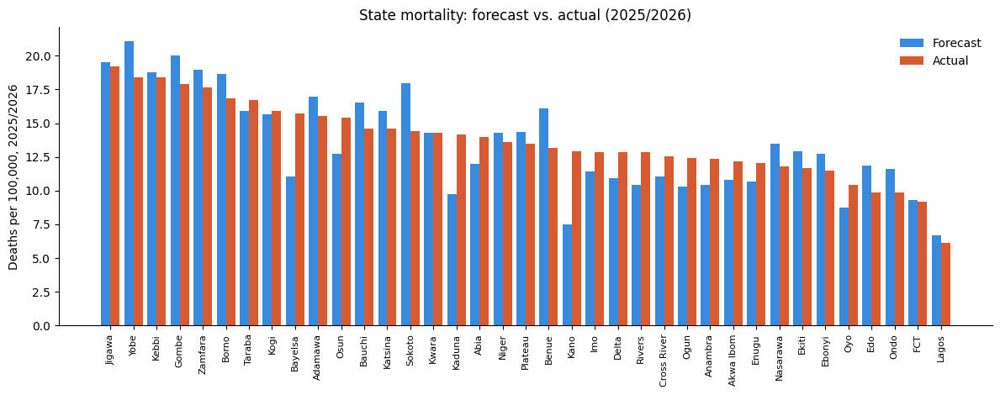 State mortality: forecast vs. actual (2025/2026)
Forecast
Actual
Deaths per 100,000, 2025/2026
20.0
17.5
15.0
12.5
10.0
7.5
5.0
2.5
0.0
Jigawa
Yobe
Kebbi
Gombe
Zamfara
Borno
Taraba
Kogi
Bayelsa
Adamawa
Osun
Bauchi
Katsina
Sokoto
Kwara
Kaduna
Abia
Niger
Plateau
Benue
Kano
Imo
Delta
Rivers
Cross River
Ogun
Anambra
Akwa Ibom
Enugu
Nasarawa
Ekiti
Ebonyi
Oyo
Edo
Ondo
FCT
Lagos